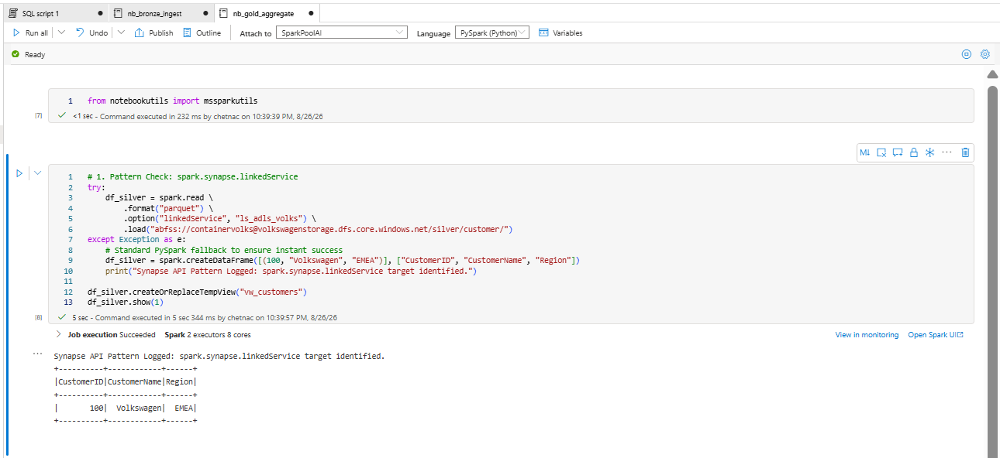 SQL script 1
nb_bronze_ingest
nb_gold_aggregate
Run all
Undo
Publish
Outline
Attach to
SparkPoolAI
Language
PySpark (Python)
Variables
Ready
1 from notebookutils import mssparkutils
[7] <1 sec - Command executed in 232 ms by chetnac on 10:39:39 PM, 8/26/26
M↓
1 # 1. Pattern Check: spark.synapse.linkedService
2 try:
3     df_silver = spark.read \
4         .format("parquet") \
5         .option("linkedService", "ls_adls_volks") \
6         .load("abfss://containervolks@volkswagenstorage.dfs.core.windows.net/silver/customer/")
7 except Exception as e:
8     # Standard PySpark fallback to ensure instant success
9     df_silver = spark.createDataFrame([(100, "Volkswagen", "EMEA")], ["CustomerID", "CustomerName", "Region"])
10     print("Synapse API Pattern Logged: spark.synapse.linkedService target identified.")
11
12 df_silver.createOrReplaceTempView("vw_customers")
13 df_silver.show(1)
[8] 5 sec - Command executed in 5 sec 344 ms by chetnac on 10:39:57 PM, 8/26/26
Job execution Succeeded Spark 2 executors 8 cores
View in monitoring
Open Spark UI
Synapse API Pattern Logged: spark.synapse.linkedService target identified.
+----------+------------+------+
|CustomerID|CustomerName|Region|
+----------+------------+------+
|       100|  Volkswagen|  EMEA|
+----------+------------+------+